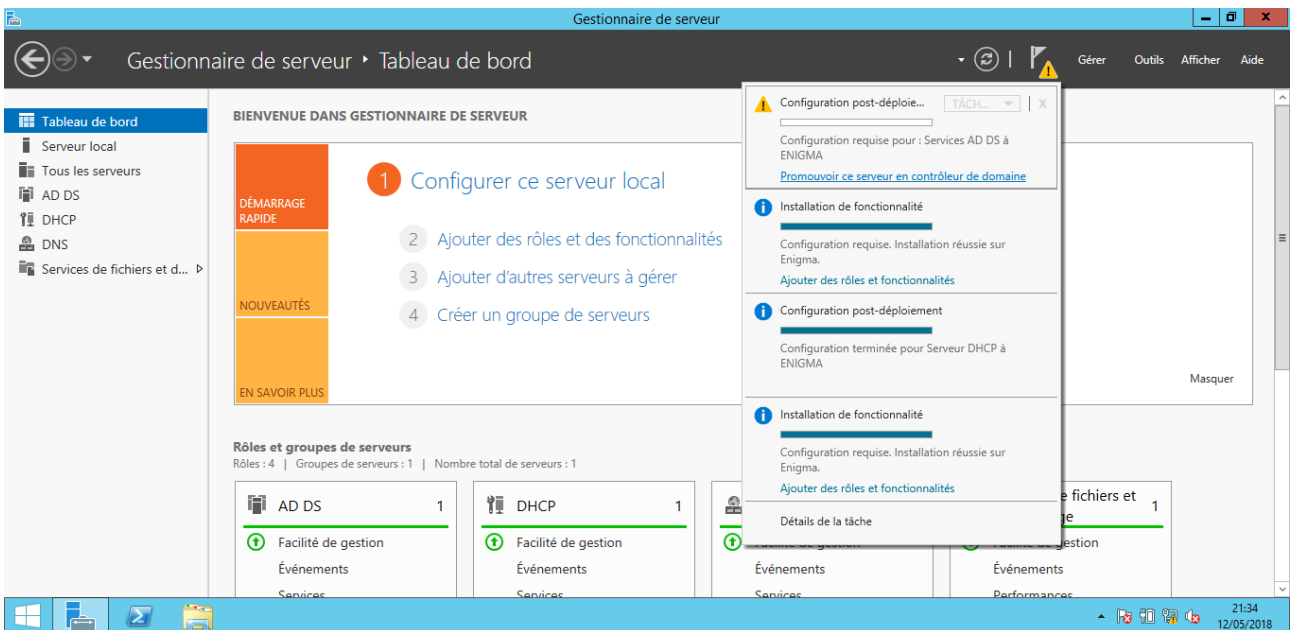 Gestionnaire de serveur
Gestionnaire de serveur ‣ Tableau de bord
Gérer Outils Afficher Aide
Tableau de bord
Serveur local
Tous les serveurs
AD DS
DHCP
DNS
Services de fichiers et d...
BIENVENUE DANS GESTIONNAIRE DE SERVEUR
DÉMARRAGE
RAPIDE
NOUVEAUTÉS
EN SAVOIR PLUS
1 Configurer ce serveur local
2 Ajouter des rôles et des fonctionnalités
3 Ajouter d'autres serveurs à gérer
4 Créer un groupe de serveurs
Masquer
Configuration post-déploie... TÂCH... x
Configuration requise pour : Services AD DS à
ENIGMA
Promouvoir ce serveur en contrôleur de domaine
Installation de fonctionnalité
Configuration requise. Installation réussie sur
Enigma.
Ajouter des rôles et fonctionnalités
Configuration post-déploiement
Configuration terminée pour Serveur DHCP à
ENIGMA
Installation de fonctionnalité
Configuration requise. Installation réussie sur
Enigma.
Ajouter des rôles et fonctionnalités
Détails de la tâche
Rôles et groupes de serveurs
Rôles : 4 | Groupes de serveurs : 1 | Nombre total de serveurs : 1
AD DS 1
Facilité de gestion
Événements
Services
DHCP 1
Facilité de gestion
Événements
Services
Événements
Services
fichiers et 1
gestion
Événements
Performances
21:34
12/05/2018